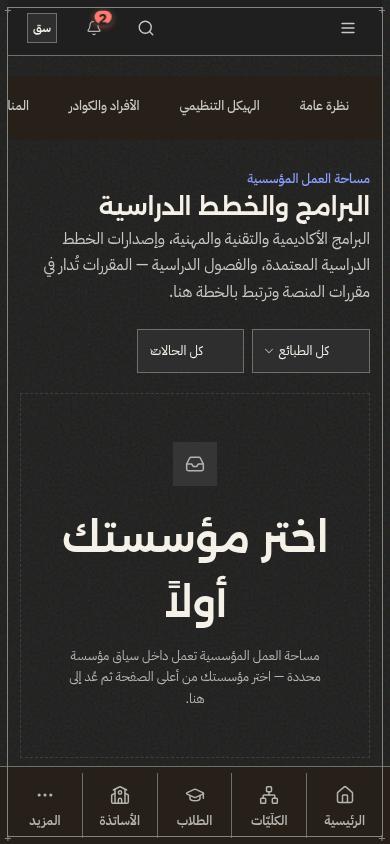 سق
2
نظرة عامة
الهيكل التنظيمي
الأفراد والكوادر
المنا
مساحة العمل المؤسسية
البرامج والخطط الدراسية
البرامج الأكاديمية والتقنية والمهنية، وإصدارات الخطط
الدراسية المعتمدة، والفصول الدراسية — المقررات تُدار في
مقررات المنصة وترتبط بالخطة هنا.
كل الطبائع
كل الحالات
اختر مؤسستك
أولاً
مساحة العمل المؤسسية تعمل داخل سياق مؤسسة
محددة — اختر مؤسستك من أعلى الصفحة ثم عُد إلى
هنا.
الرئيسية
الكليّات
الطلاب
الأساتذة
المزيد